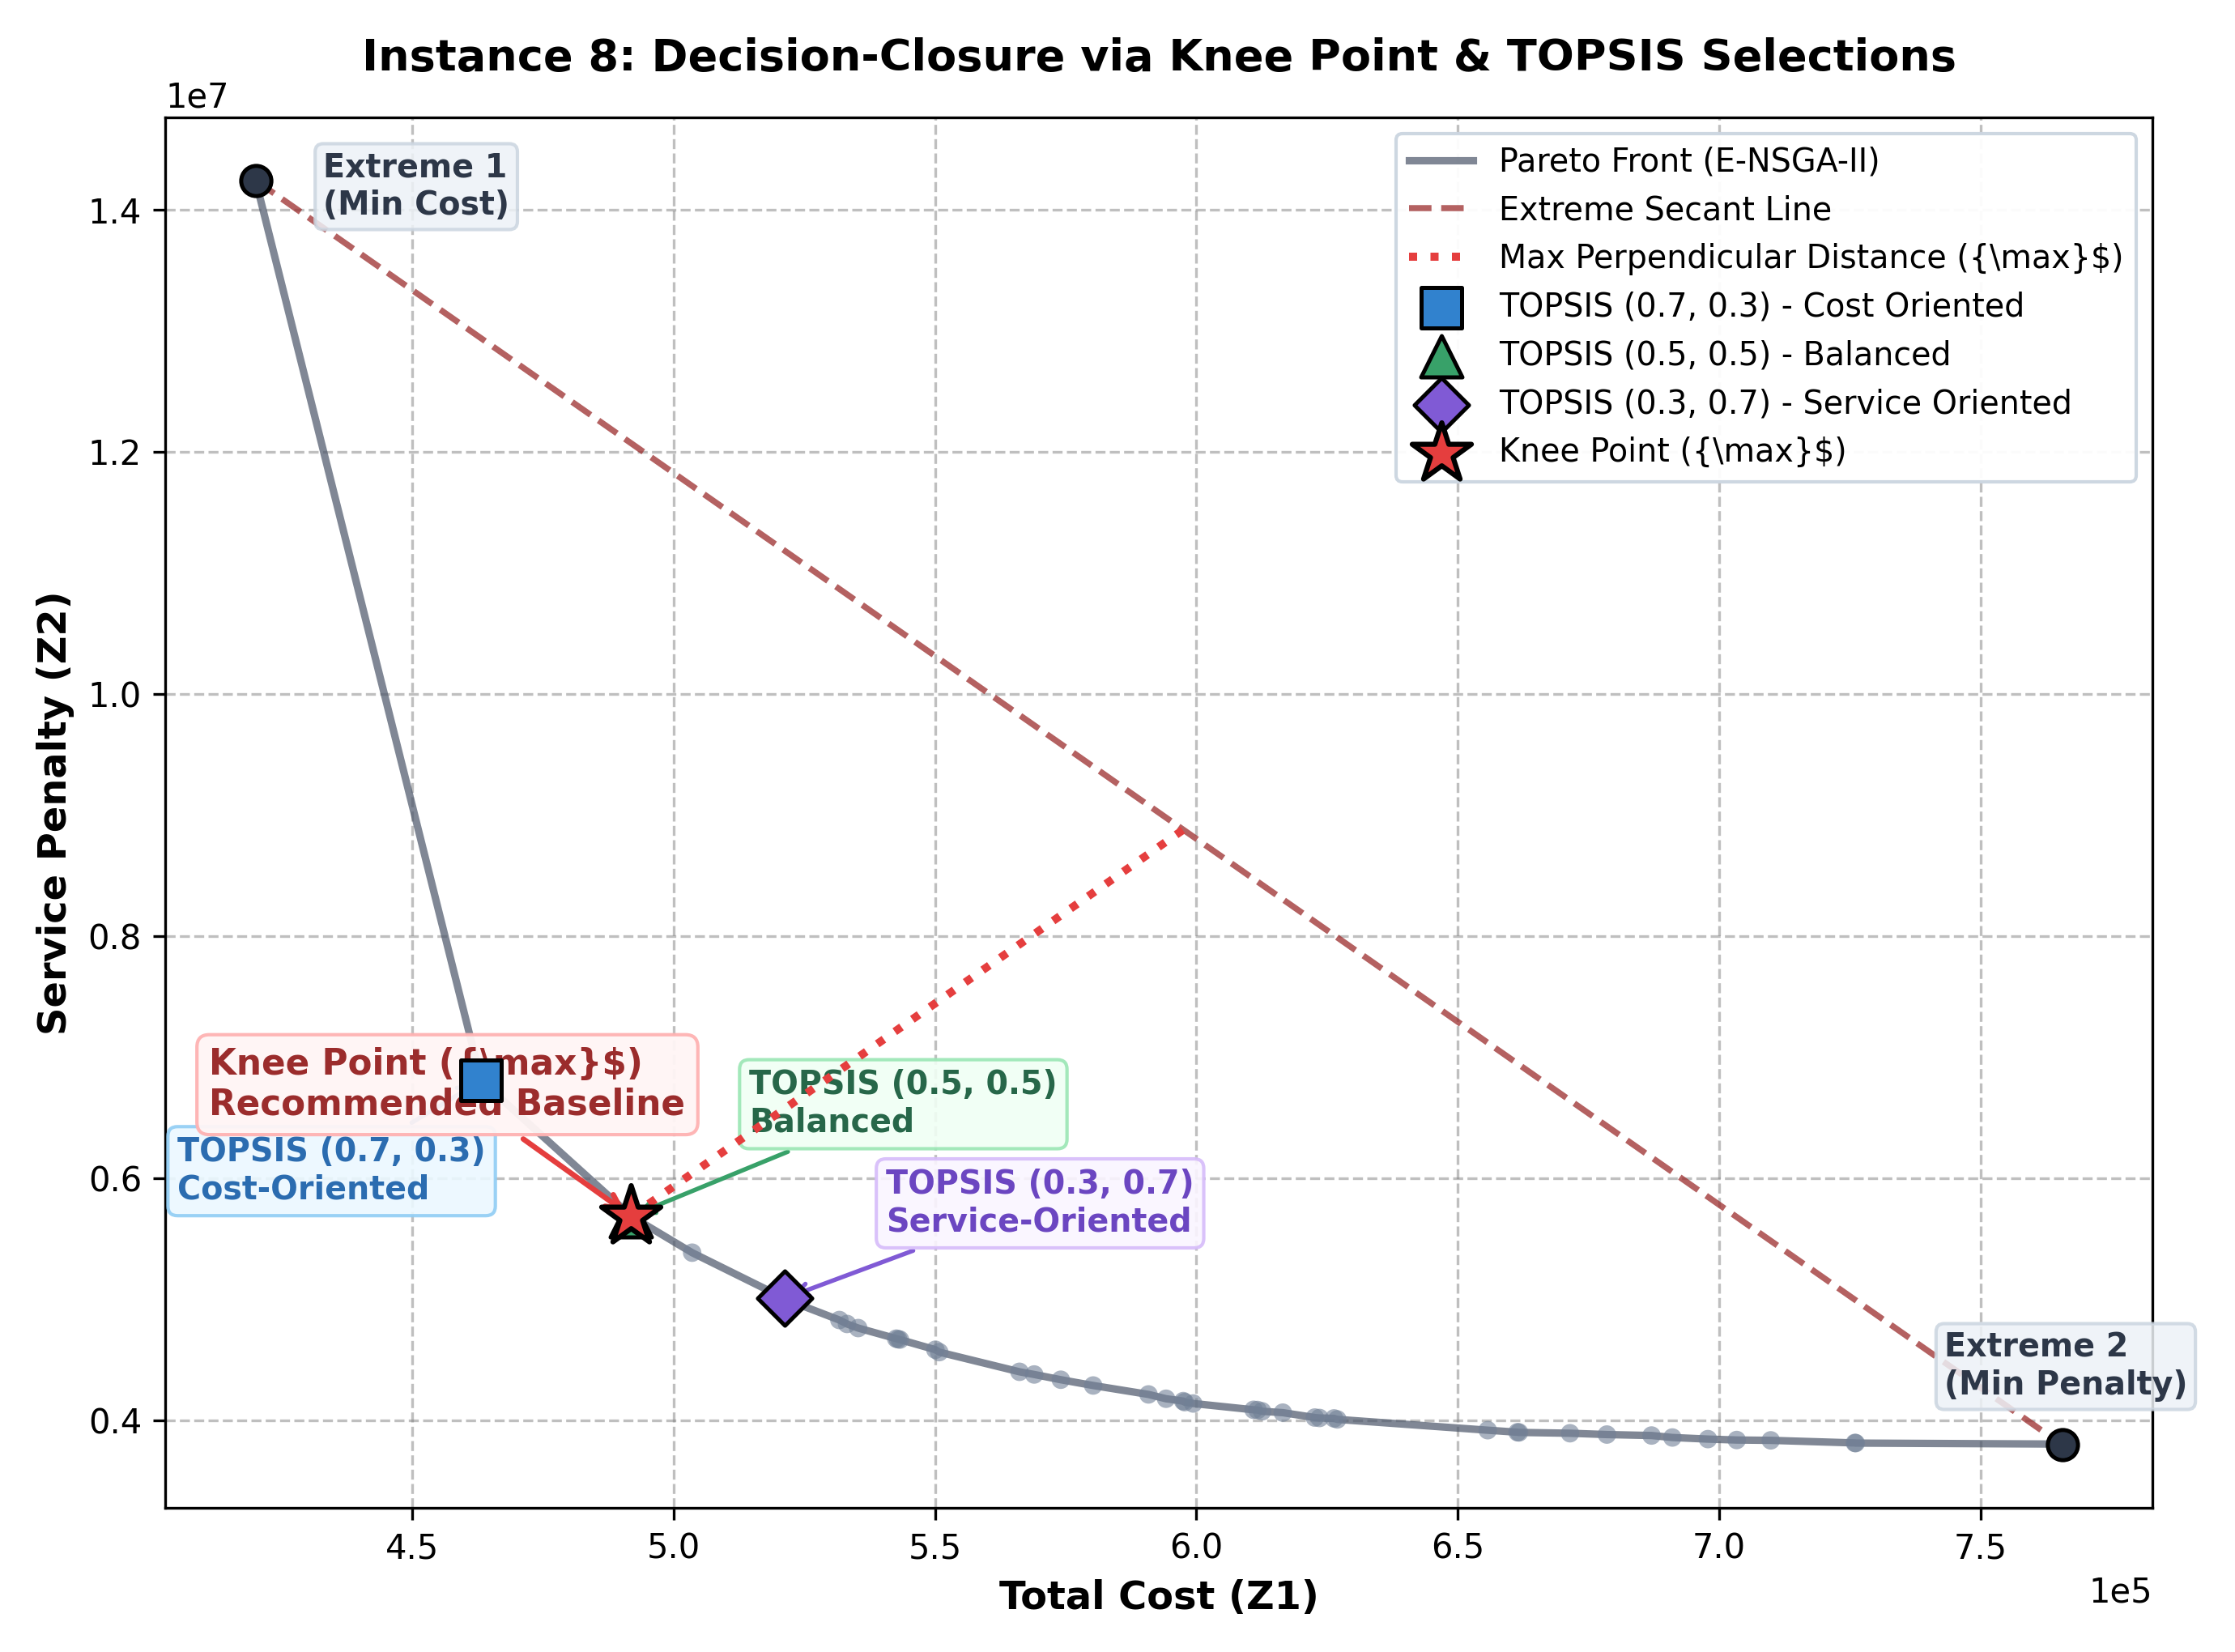 Instance 8: Decision-Closure via Knee Point & TOPSIS Selections
1e7
Extreme 1
(Min Cost)
Pareto Front (E-NSGA-II)
Extreme Secant Line
Max Perpendicular Distance ({\max}$)
TOPSIS (0.7, 0.3) - Cost Oriented
TOPSIS (0.5, 0.5) - Balanced
TOPSIS (0.3, 0.7) - Service Oriented
Knee Point ({\max}$)
1.4
1.2
1.0
0.8
0.6
0.4
Service Penalty (Z2)
Knee Point ({\max}$)
Recommended Baseline
TOPSIS (0.7, 0.3)
Cost-Oriented
TOPSIS (0.5, 0.5)
Balanced
TOPSIS (0.3, 0.7)
Service-Oriented
Extreme 2
(Min Penalty)
4.5 5.0 5.5 6.0 6.5 7.0 7.5
1e5
Total Cost (Z1)